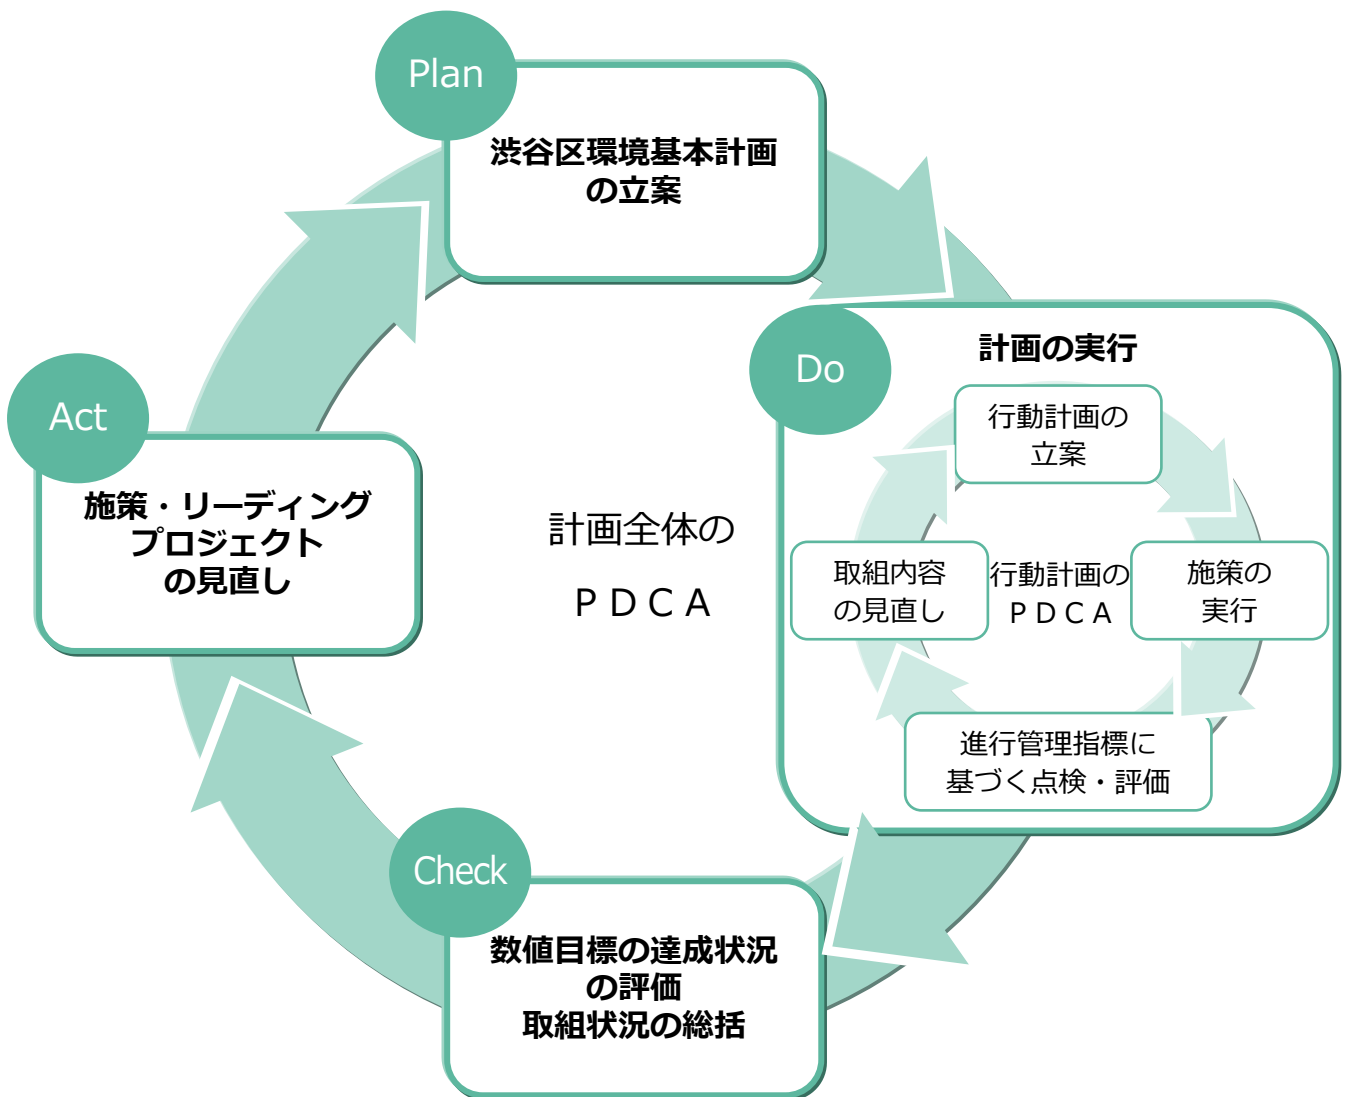 Plan
渋谷区環境基本計画
の立案
Do
計画の実行
行動計画の
立案
施策の
実行
進行管理指標に
基づく点検・評価
取組内容
の見直し
行動計画の
ＰＤＣＡ
Check
数値目標の達成状況
の評価
取組状況の総括
Act
施策・リーディング
プロジェクト
の見直し
計画全体の
ＰＤＣＡ